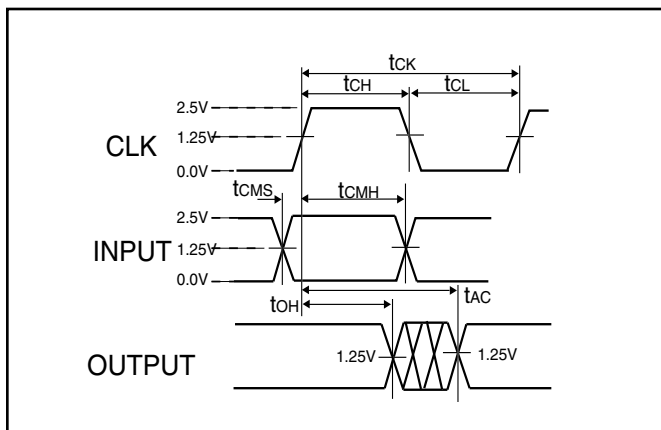 tCK
tCH tCL
2.5V
1.25V
CLK
0.0V
tCMS tCMH
2.5V
INPUT 1.25V
0.0V
tAC
tOH
1.25V 1.25V
OUTPUT